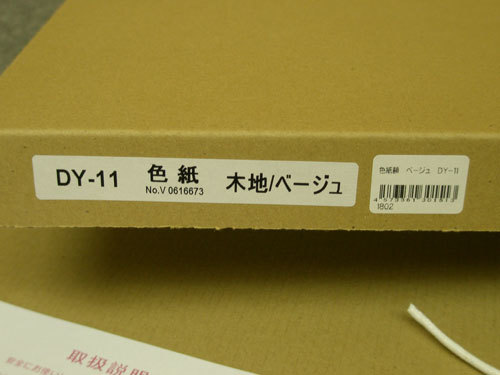 DY-11 色紙 木地/ベージュ
No.V 0616673
色紙額 ベージュ DY-11
180Z
取扱説明